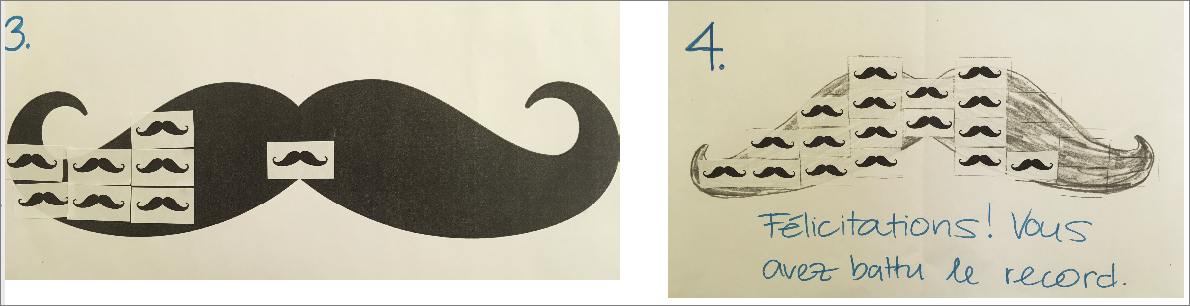 3.
4.
Félicitations! Vous
avez battu le record.